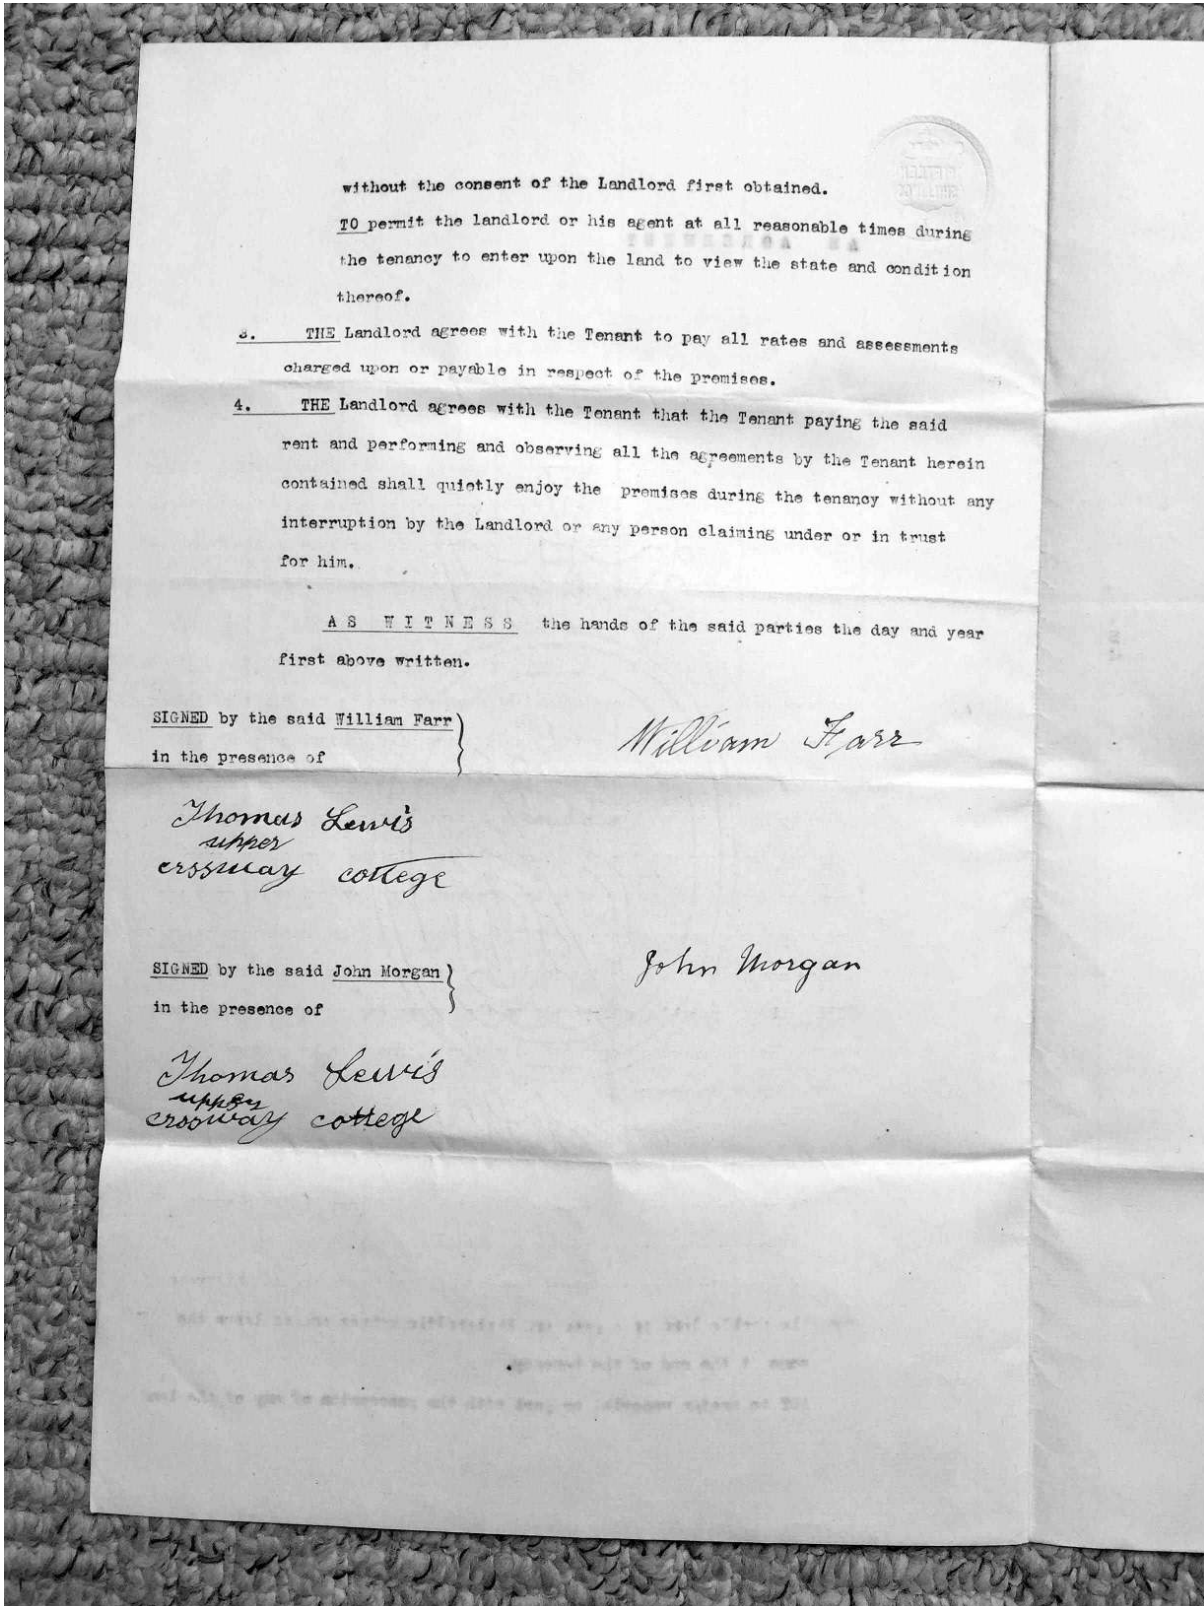 without the consent of the Landlord first obtained.
TO permit the landlord or his agent at all reasonable times during
the tenancy to enter upon the land to view the state and condition
thereof.
3. THE Landlord agrees with the Tenant to pay all rates and assessments
charged upon or payable in respect of the premises.
4. THE Landlord agrees with the Tenant that the Tenant paying the said
rent and performing and observing all the agreements by the Tenant herein
contained shall quietly enjoy the premises during the tenancy without any
interruption by the Landlord or any person claiming under or in trust
for him.
AS WITNESS the hands of the said parties the day and year
first above written.
SIGNED by the said William Farr
in the presence of
William Farr
Thomas Lewis
upper
crssway cottege
SIGNED by the said John Morgan
in the presence of
John Morgan
Thomas Lewis
upper
crossway cottege